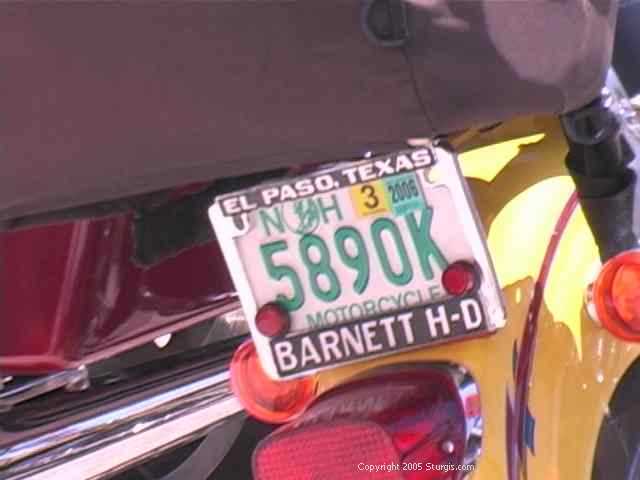 EL PASO, TEXAS
3 2006
N H
5890K
MOTORCYCLE
BARNETT H-D
Copyright © 2005 Sturgis.com